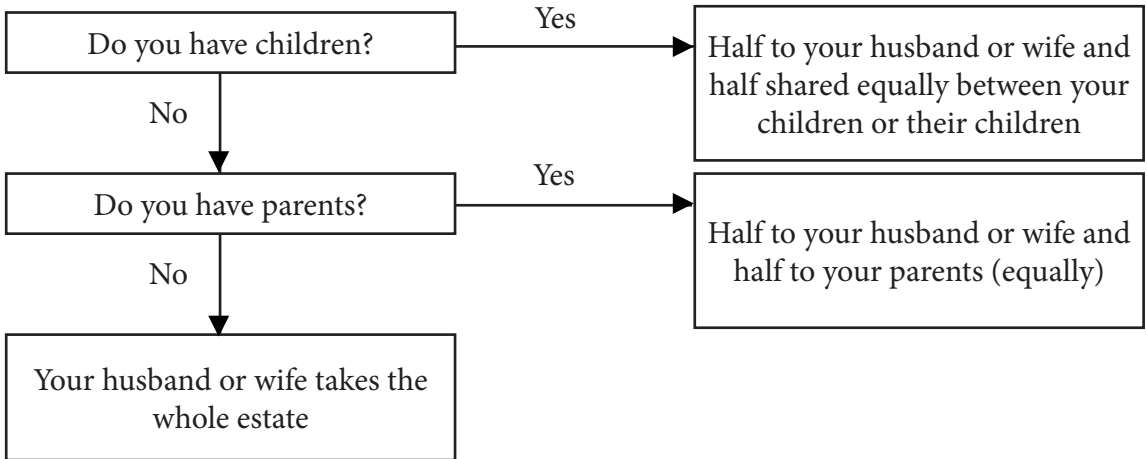 Do you have children?
Yes
Half to your husband or wife and
half shared equally between your
children or their children
No
Do you have parents?
Yes
Half to your husband or wife and
half to your parents (equally)
No
Your husband or wife takes the
whole estate